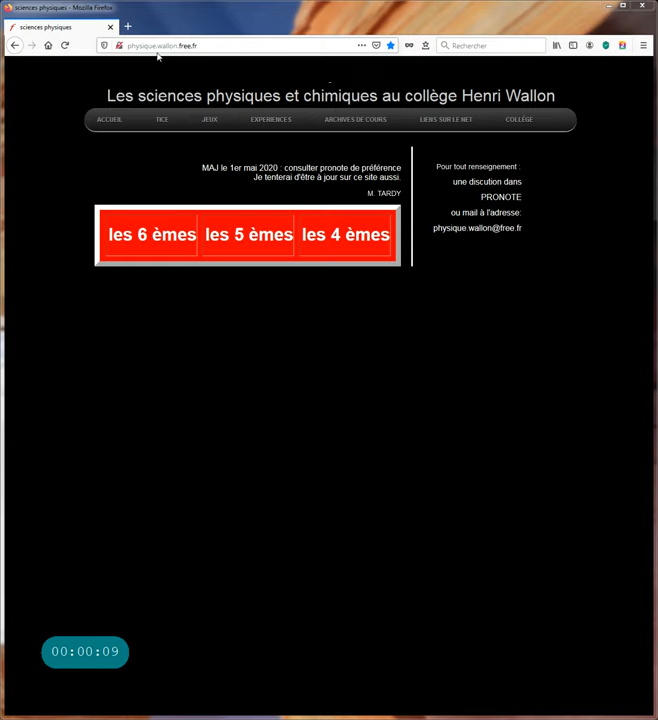 sciences physiques - Mozilla Firefox
sciences physiques
physique.wallon.free.fr
Rechercher
Les sciences physiques et chimiques au collège Henri Wallon
ACCUEIL TICE JEUX EXPERIENCES ARCHIVES DE COURS LIENS SUR LE NET COLLÈGE
MAJ le 1er mai 2020 : consulter pronote de préférence
Je tenterai d'être à jour sur ce site aussi.
M. TARDY
les 6 èmes les 5 èmes les 4 èmes
Pour tout renseignement :
une discution dans
PRONOTE
ou mail à l'adresse:
physique.wallon@free.fr
00:00:09